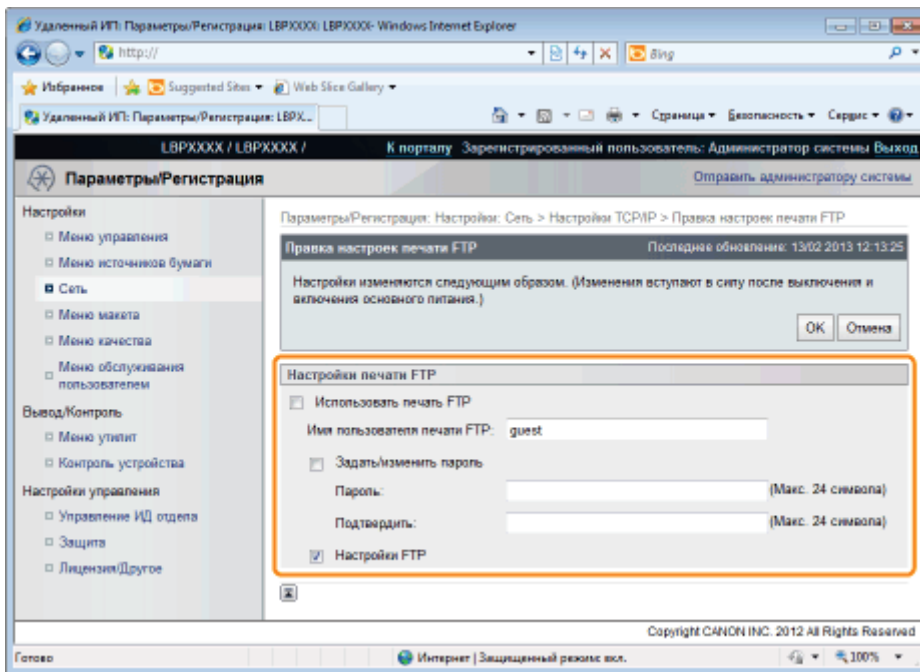 Удаленный ИП: Параметры/Регистрация: LBPXXXX: LBPXXXX- Windows Internet Explorer
http://
Bing
Избранное Suggested Sites Web Slice Gallery
Удаленный ИП: Параметры/Регистрация: LBPX... Страница Безопасность Сервис
LBPXXXX / LBPXXXX / К порталу Зарегистрированный пользователь: Администратор системы Выход
Параметры/Регистрация Отправить администратору системы
Настройки
Меню управления
Меню источников бумаги
Сеть
Меню макета
Меню качества
Меню обслуживания
пользователем
Вывод/Контроль
Меню утилит
Контроль устройства
Настройки управления
Управление ИД отдела
Защита
Лицензия/Другое
Параметры/Регистрация: Настройки: Сеть > Настройки TCP/IP > Правка настроек печати FTP
Правка настроек печати FTP Последнее обновление: 13/02 2013 12:13:25
Настройки изменяются следующим образом. (Изменения вступают в силу после выключения и
включения основного питания.)
OK Отмена
Настройки печати FTP
Использовать печать FTP
Имя пользователя печати FTP: guest
Задать/изменить пароль
Пароль: (Макс. 24 символа)
Подтвердить: (Макс. 24 символа)
Настройки FTP
Copyright CANON INC. 2012 All Rights Reserved
Готово Интернет | Защищенный режим: вкл. 100%